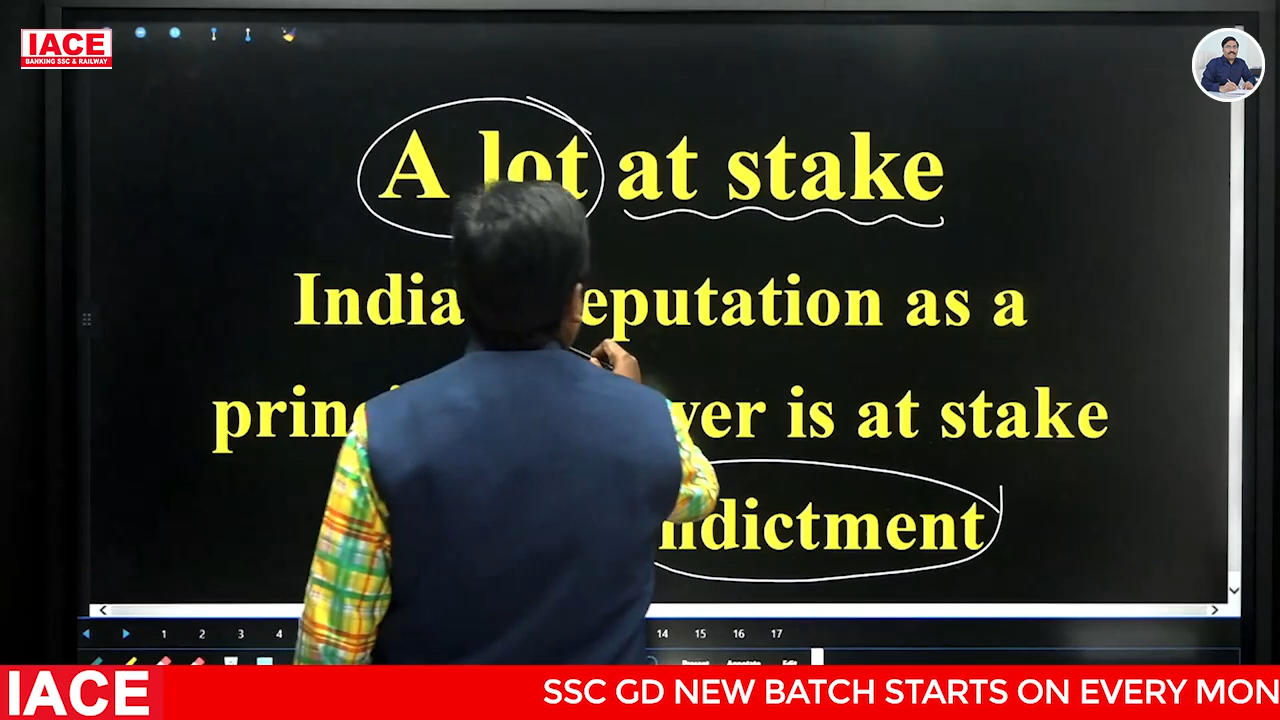 IACE
BANKING SSC & RAILWAY
A lot at stake
India eputation as a
prin ver is at stake
ndictment
1 2 3 4 14 15 16 17
IACE
SSC GD NEW BATCH STARTS ON EVERY MON